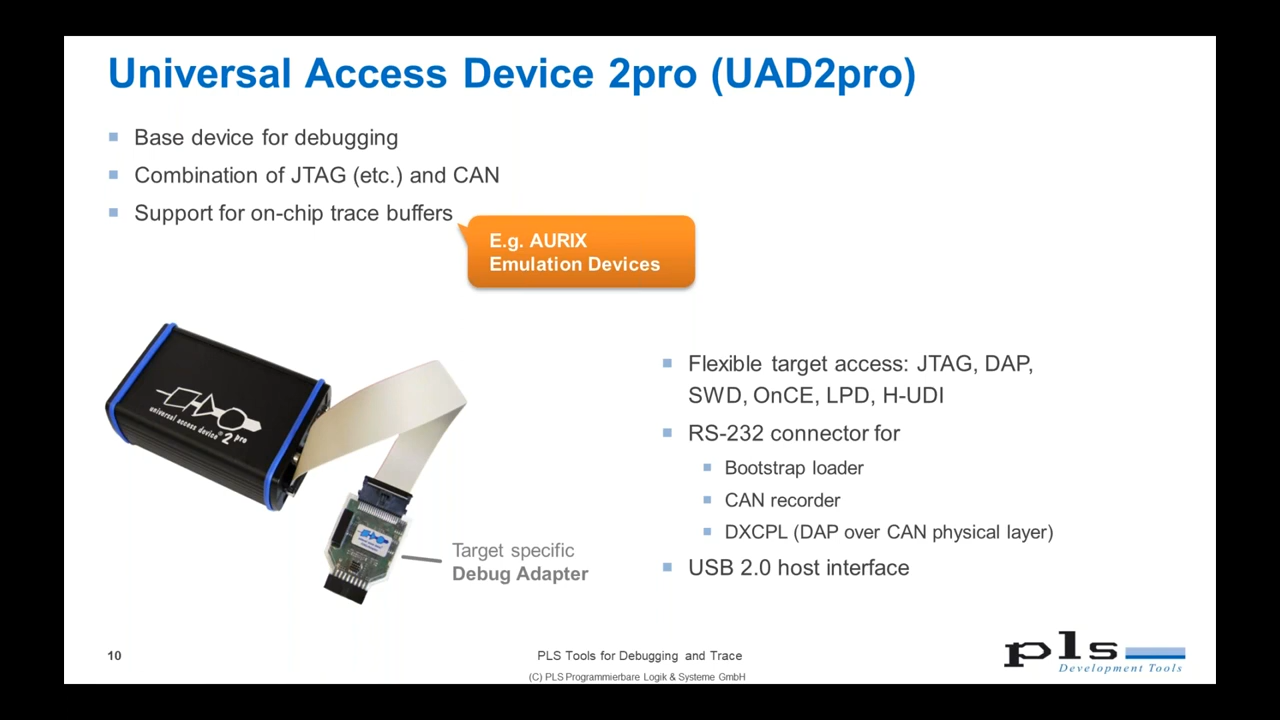 Universal Access Device 2pro (UAD2pro)
Base device for debugging
Combination of JTAG (etc.) and CAN
Support for on-chip trace buffers
E.g. AURIX
Emulation Devices
universal access device® 2 pro
Target specific
Debug Adapter
Flexible target access: JTAG, DAP,
SWD, OnCE, LPD, H-UDI
RS-232 connector for
Bootstrap loader
CAN recorder
DXCPL (DAP over CAN physical layer)
USB 2.0 host interface
10
PLS Tools for Debugging and Trace
(C) PLS Programmierbare Logik & Systeme GmbH
pls
Development Tools